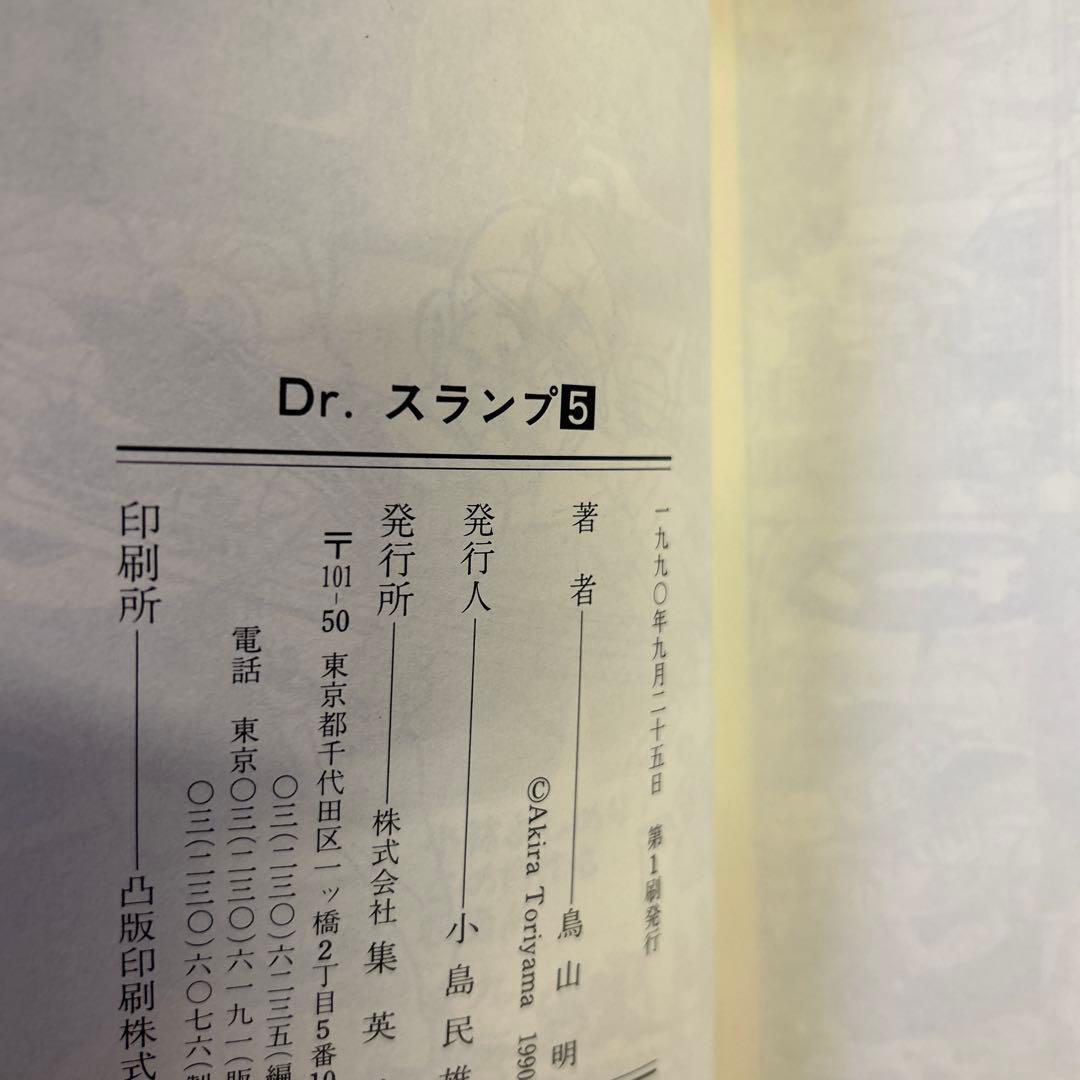 Dr. スランプ5
一九九〇年九月二十五日 第1刷発行
著者――鳥山明
©Akira Toriyama 1990
発行人――小島民雄
発行所――株式会社 集英
〒101-50 東京都千代田区一ツ橋2丁目5番10
〇三(二三〇)六二三五(編
電話 東京〇三(二三〇)六一九一(販
〇三(二三〇)六〇七六(製
印刷所――凸版印刷株式